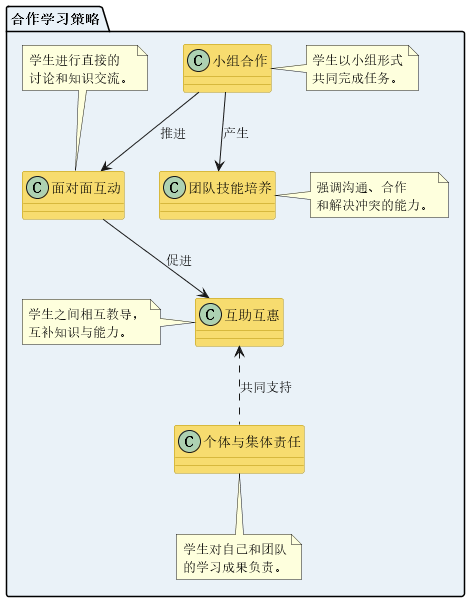 合作学习策略
学生进行直接的
讨论和知识交流。
C 小组合作
学生以小组形式
共同完成任务。
推进
产生
C 面对面互动
C 团队技能培养
强调沟通、合作
和解决冲突的能力。
促进
学生之间相互教导，
互补知识与能力。
C 互助互惠
共同支持
C 个体与集体责任
学生对自己和团队
的学习成果负责。